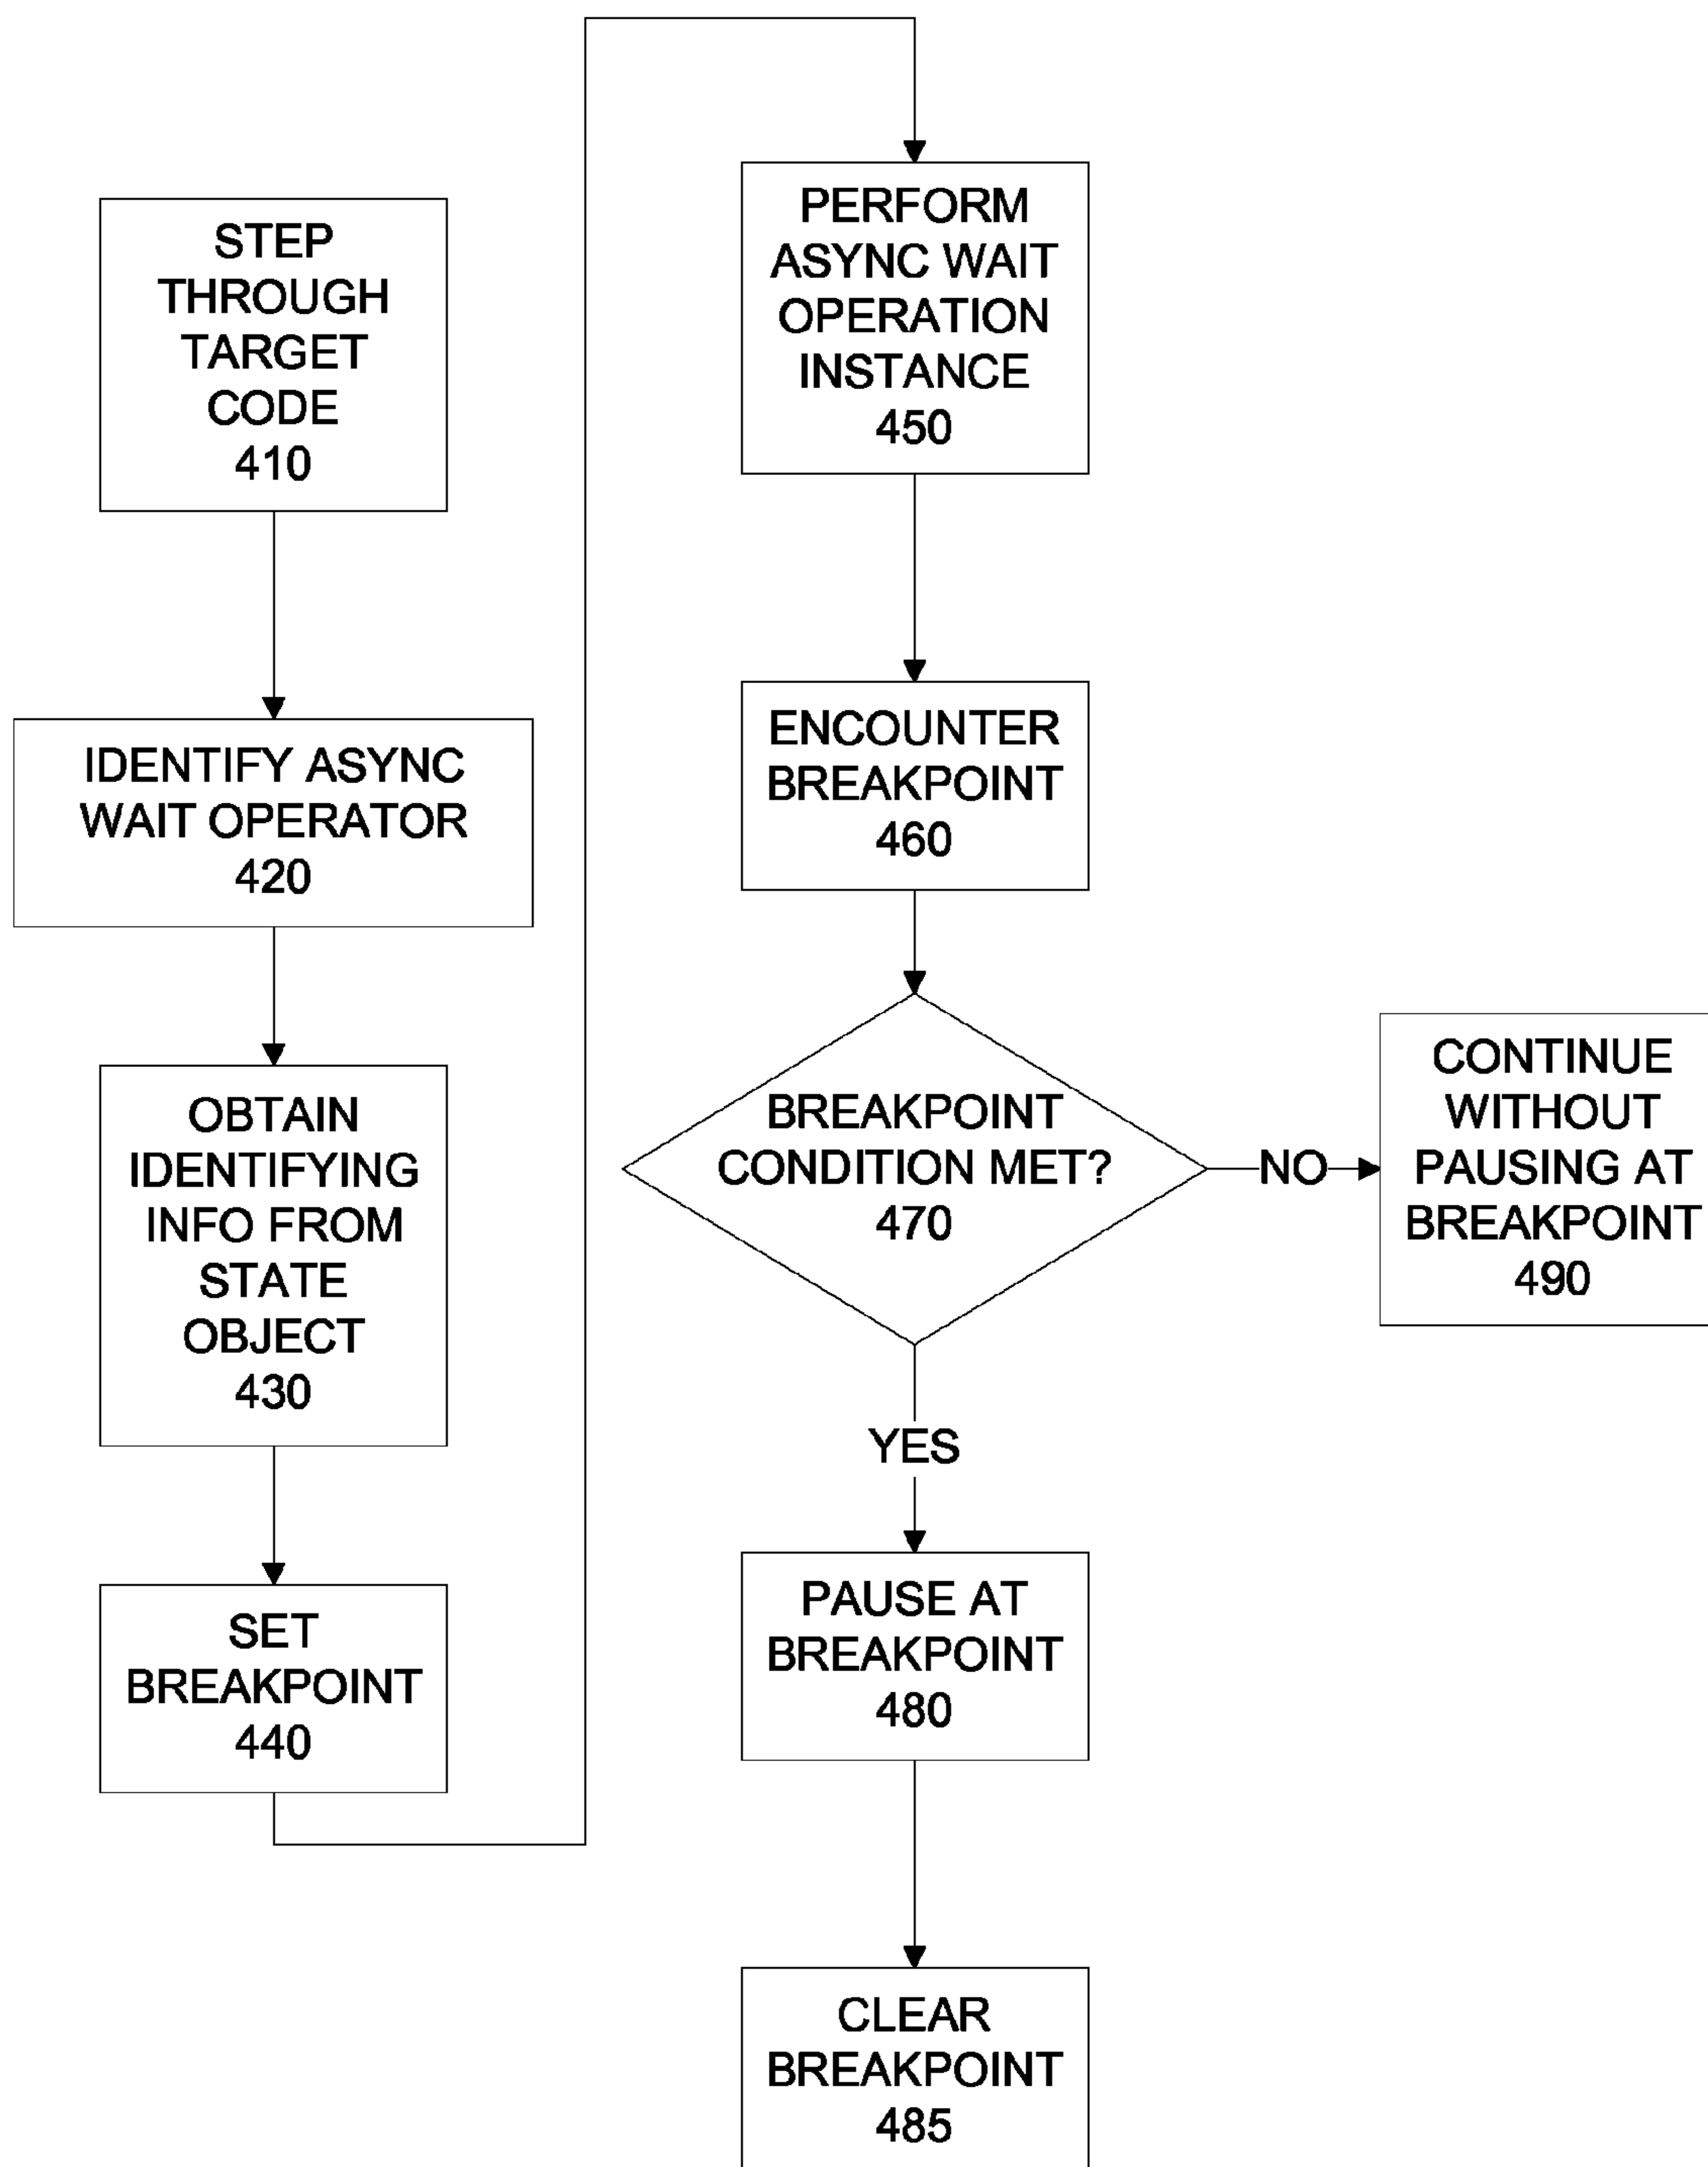 STEP
THROUGH
TARGET
CODE
410
IDENTIFY ASYNC
WAIT OPERATOR
420
OBTAIN
IDENTIFYING
INFO FROM
STATE
OBJECT
430
SET
BREAKPOINT
440
PERFORM
ASYNC WAIT
OPERATION
INSTANCE
450
ENCOUNTER
BREAKPOINT
460
BREAKPOINT
CONDITION MET?
470
NO
CONTINUE
WITHOUT
PAUSING AT
BREAKPOINT
490
YES
PAUSE AT
BREAKPOINT
480
CLEAR
BREAKPOINT
485